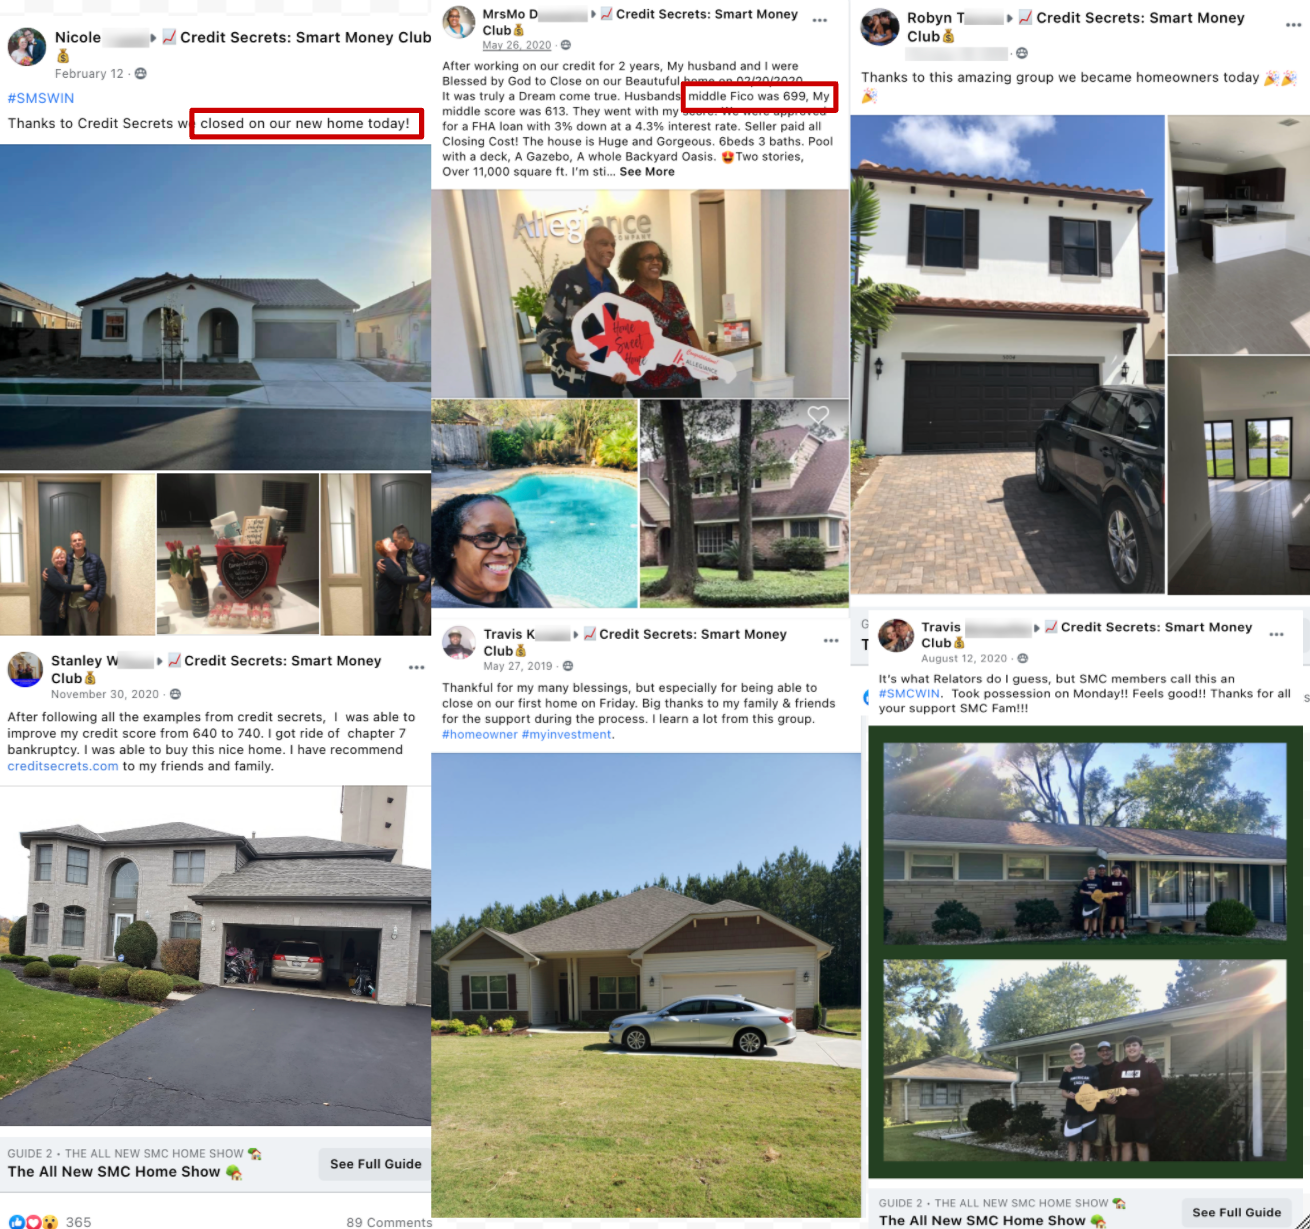 Nicole
Credit Secrets: Smart Money Club💰
February 12 ·
#SMSWIN
Thanks to Credit Secrets we closed on our new home today!
MrsMo D
Credit Secrets: Smart Money
Club💰
May 26, 2020 ·
After working on our credit for 2 years, My husband and I were
Blessed by God to Close on our Beautuful home on 02/20/2020
It was truly a Dream come true. Husbands middle Fico was 699, My
middle score was 613. They went with my score. We were approved
for a FHA loan with 3% down at a 4.3% interest rate. Seller paid all
Closing Cost! The house is Huge and Gorgeous. 6beds 3 baths. Pool
with a deck, A Gazebo, A whole Backyard Oasis. 🤩Two stories,
Over 11,000 square ft. I'm sti... See More
Allegiance
COMPANY
Home
Sweet
Home
Congratulations!
ALLEGIANCE
Robyn T
Credit Secrets: Smart Money
Club💰
Thanks to this amazing group we became homeowners today 🎉🎉
🎉
Stanley W
Credit Secrets: Smart Money
Club💰
November 30, 2020 ·
After following all the examples from credit secrets, I was able to
improve my credit score from 640 to 740. I got ride of chapter 7
bankruptcy. I was able to buy this nice home. I have recommend
creditsecrets.com to my friends and family.
GUIDE 2 • THE ALL NEW SMC HOME SHOW 🏡
The All New SMC Home Show 🏡
See Full Guide
365
89 Comments
Travis K
Credit Secrets: Smart Money
Club💰
May 27, 2019 ·
Thankful for my many blessings, but especially for being able to
close on our first home on Friday. Big thanks to my family & friends
for the support during the process. I learn a lot from this group.
#homeowner #myinvestment.
G
T
Travis
Credit Secrets: Smart Money
Club💰
August 12, 2020 ·
It's what Relators do I guess, but SMC members call this an
#SMCWIN. Took possession on Monday!! Feels good!! Thanks for all
your support SMC Fam!!!
s
GUIDE 2 • THE ALL NEW SMC HOME SHOW 🏡
The All New SMC Home Show 🏡
See Full Guide